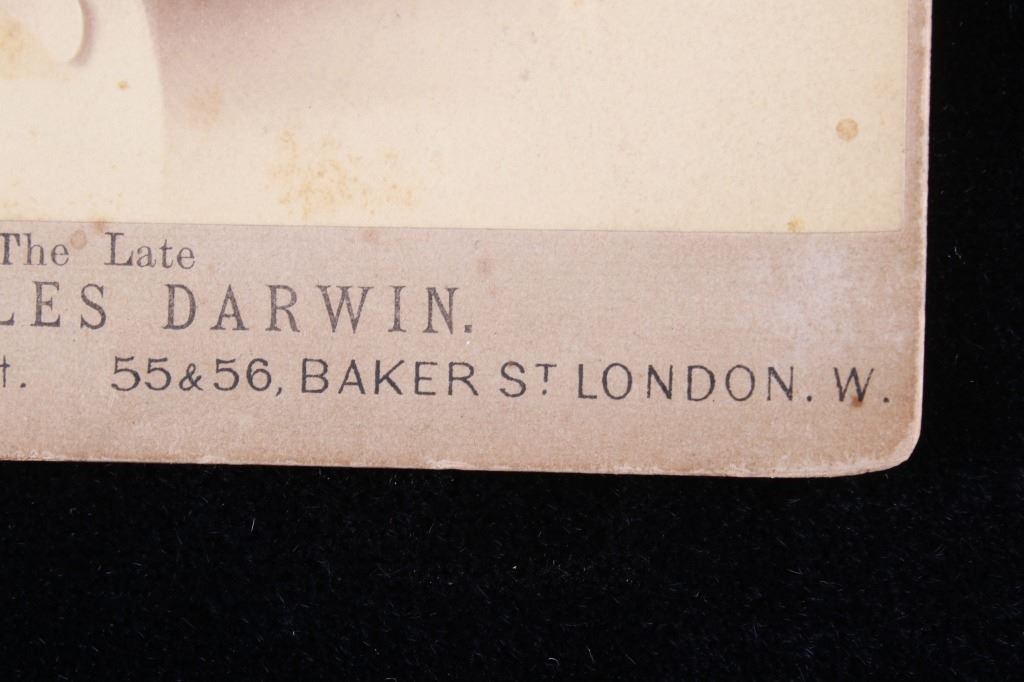 The Late
LES DARWIN.
t. 55&56, BAKER ST LONDON. W.